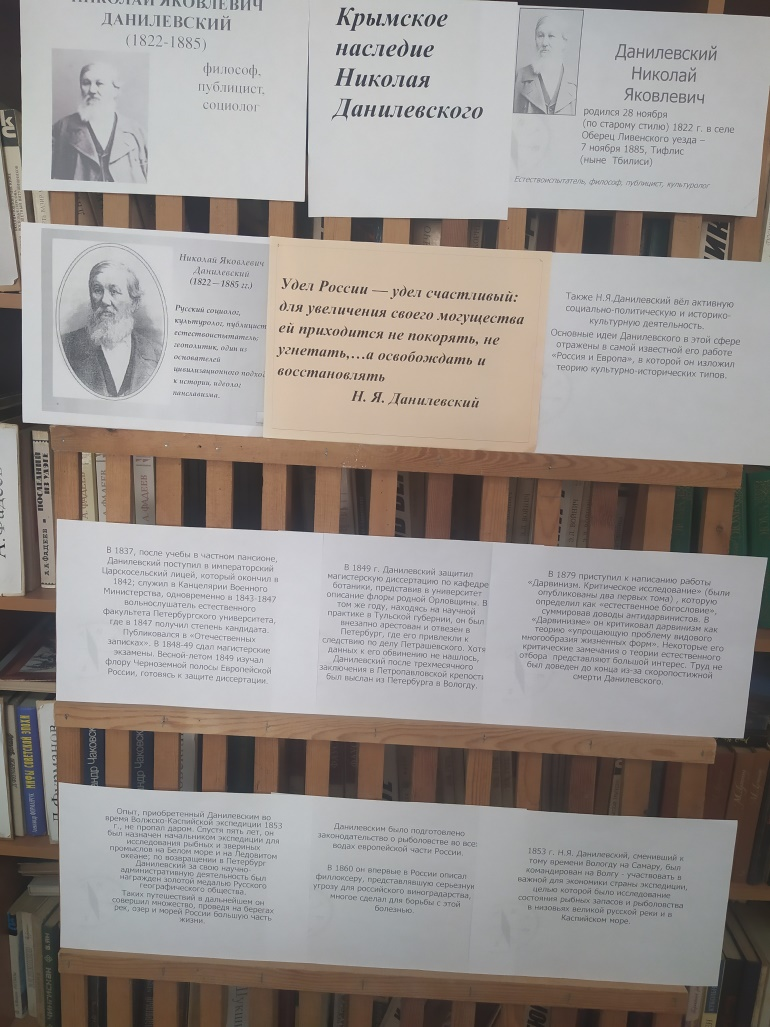 НИКОЛАЙ ЯКОВЛЕВИЧ
ДАНИЛЕВСКИЙ
(1822-1885)
философ,
публицист,
социолог
Крымское
наследие
Николая
Данилевского
Данилевский
Николай
Яковлевич
родился 28 ноября
(по старому стилю) 1822 г. в селе
Оберец Ливенского уезда –
7 ноября 1885, Тифлис
(ныне Тбилиси)
Естествоиспытатель, философ, публицист, культуролог
Николай Яковлевич
Данилевский
(1822 — 1885 гг.)
Русский социолог,
культуролог, публицист
естествоиспытатель;
геополитик, один из
основателей
цивилизационного подхо
к истории, идеолог
панславизма.
Удел России — удел счастливый:
для увеличения своего могущества
ей приходится не покорять, не
угнетать,…а освобождать и
восстановлять
Н. Я. Данилевский
Также Н.Я.Данилевский вёл активную
социально-политическую и историко-
культурную деятельность.
Основные идеи Данилевского в этой сфере
отражены в самой известной его работе
«Россия и Европа», в которой он изложил
теорию культурно-исторических типов.
В 1837, после учебы в частном пансионе,
Данилевский поступил в императорский
Царскосельский лицей, который окончил в
1842; служил в Канцелярии Военного
Министерства, одновременно в 1843-1847
вольнослушатель естественного
факультета Петербургского университета,
где в 1847 получил степень кандидата.
Публиковался в «Отечественных
записках». В 1848-49 сдал магистерские
экзамены. Весной-летом 1849 изучал
флору Черноземной полосы Европейской
России, готовясь к защите диссертации.
В 1849 г. Данилевский защитил
магистерскую диссертацию по кафедре
ботаники, представив в университет
описание флоры родной Орловщины. В
том же году, находясь на научной
практике в Тульской губернии, он был
внезапно арестован и отвезен в
Петербург, где его привлекли к
следствию по делу Петрашевского. Хотя
данных к его обвинению не нашлось,
Данилевский после трехмесячного
заключения в Петропавловской крепости
был выслан из Петербурга в Вологду.
В 1879 приступил к написанию работы
«Дарвинизм. Критическое исследование» (были
опубликованы два первых тома) , которую
определил как «естественное богословие»,
суммировав доводы антидарвинистов. В
«Дарвинизме» он критиковал дарвинизм как
теорию «упрощающую проблему видового
многообразия жизненных форм». Некоторые его
критические замечания о теории естественного
отбора представляют большой интерес. Труд не
был доведен до конца из-за скоропостижной
смерти Данилевского.
Опыт, приобретенный Данилевским во
время Волжско-Каспийской экспедиции 1853
г., не пропал даром. Спустя пять лет, он
был назначен начальником экспедиции для
исследования рыбных и звериных
промыслов на Белом море и на Ледовитом
океане; по возвращении в Петербург
Данилевский за свою научно-
административную деятельность был
награжден золотой медалью Русского
географического общества.
Таких путешествий в дальнейшем он
совершил множество, проведя на берегах
рек, озер и морей России большую часть
жизни.
Данилевским было подготовлено
законодательство о рыболовстве во всех
водах европейской части России.
В 1860 он впервые в России описал
филлоксеру, представлявшую серьезную
угрозу для российского виноградарства,
многое сделал для борьбы с этой
болезнью.
1853 г. Н.Я. Данилевский, сменивший к
тому времени Вологду на Самару, был
командирован на Волгу - участвовать в
важной для экономики страны экспедиции,
целью которой было исследование
состояния рыбных запасов и рыболовства
в низовьях великой русской реки и в
Каспийском море.
А. Фадеев
ПОСЛЕДНИЙ
ИЗ УДЭГЕ
А. ФАДЕЕВ
МИФЫ СОВЕТСКОЙ ЭПОХИ